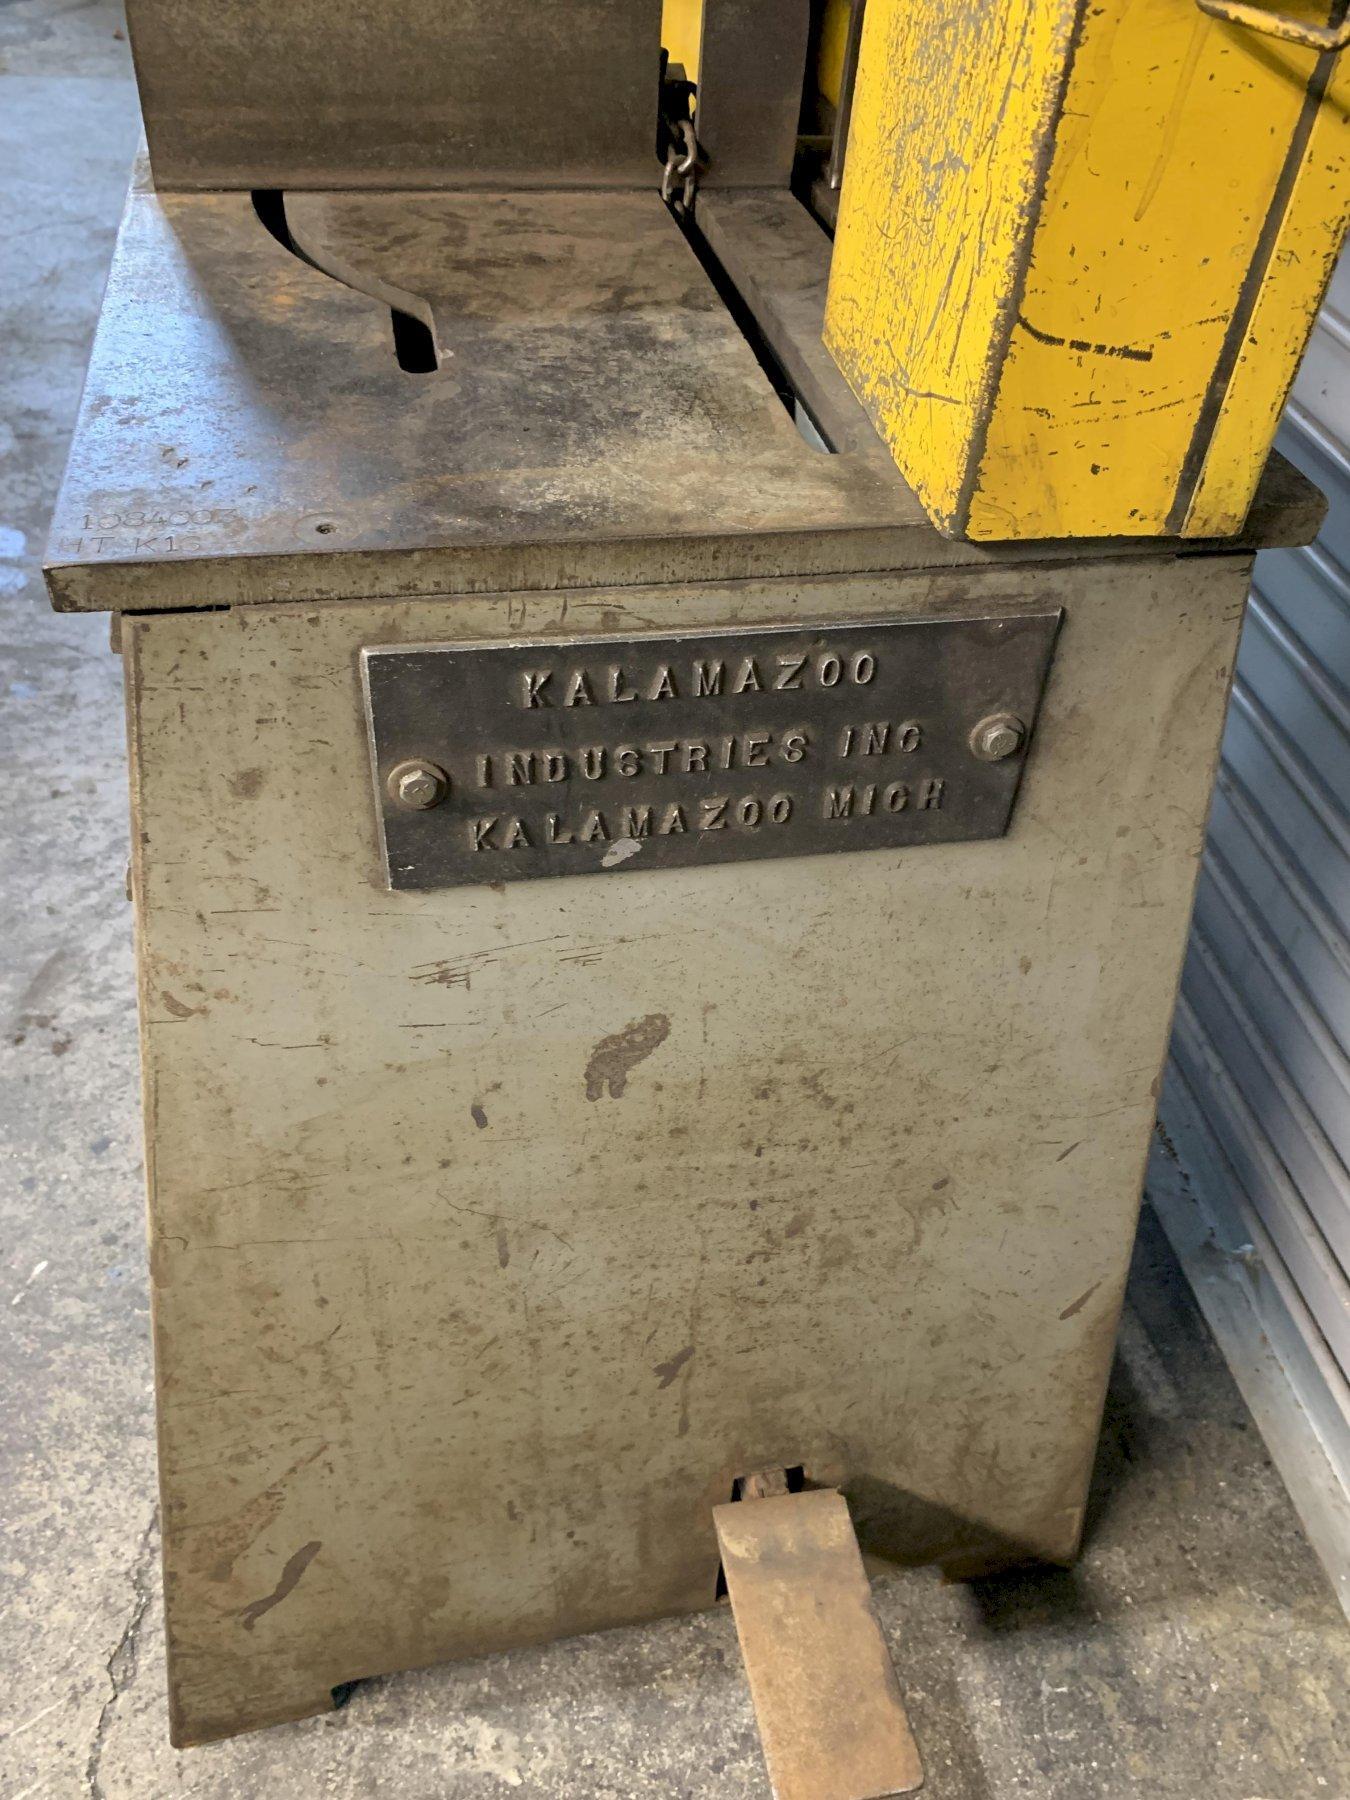 1084007
HT K16
KALAMAZOO
INDUSTRIES INC
KALAMAZOO MICH